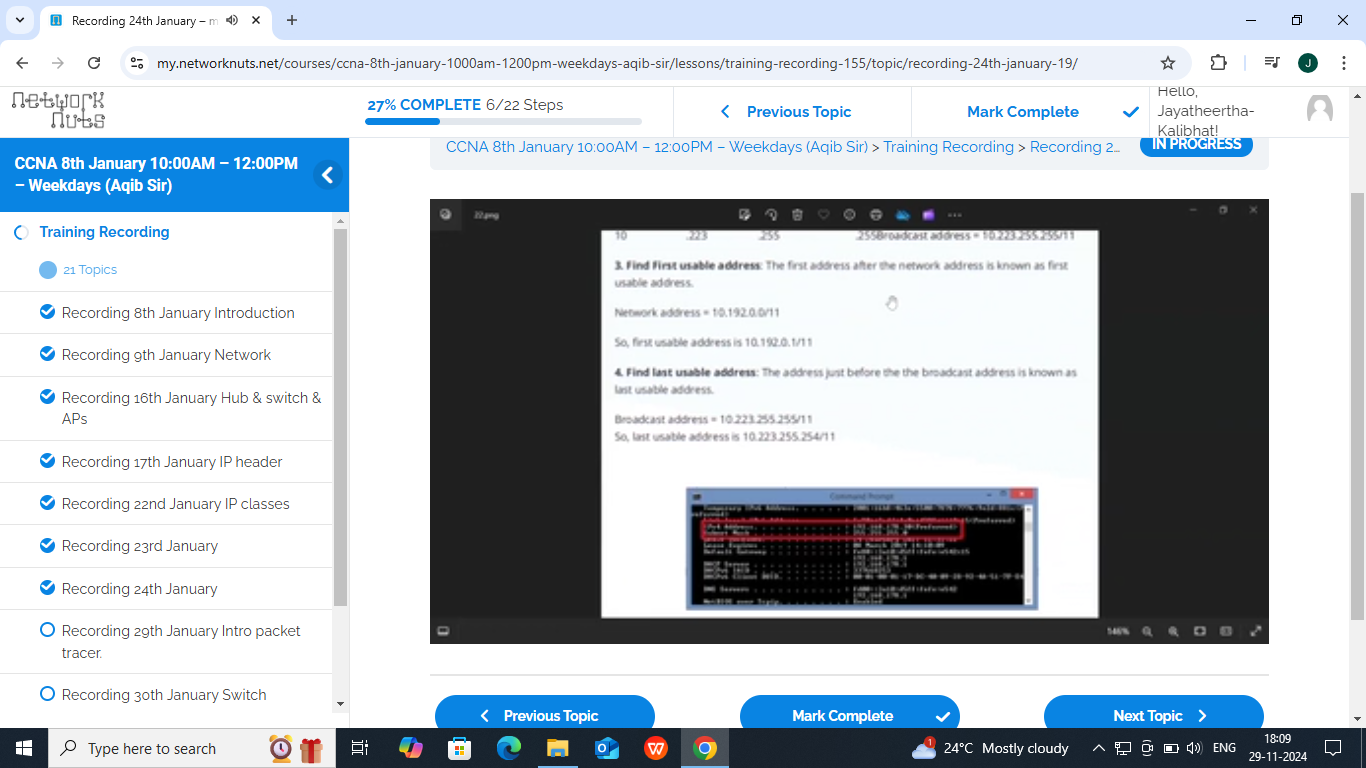 Recording 24th January – m
my.networknuts.net/courses/ccna-8th-january-1000am-1200pm-weekdays-aqib-sir/lessons/training-recording-155/topic/recording-24th-january-19/
J
Network
Nuts
27% COMPLETE 6/22 Steps
Previous Topic
Mark Complete
Hello,
Jayatheertha-
Kalibhat!
CCNA 8th January 10:00AM – 12:00PM
– Weekdays (Aqib Sir)
Training Recording
21 Topics
Recording 8th January Introduction
Recording 9th January Network
Recording 16th January Hub & switch &
APs
Recording 17th January IP header
Recording 22nd January IP classes
Recording 23rd January
Recording 24th January
Recording 29th January Intro packet
tracer.
Recording 30th January Switch
CCNA 8th January 10:00AM – 12:00PM – Weekdays (Aqib Sir) > Training Recording > Recording 2...
IN PROGRESS
22.png
10 .223 .255 .255Broadcast address = 10.223.255.255/11
3. Find First usable address: The first address after the network address is known as first
usable address.
Network address = 10.192.0.0/11
So, first usable address is 10.192.0.1/11
4. Find last usable address: The address just before the the broadcast address is known as
last usable address.
Broadcast address = 10.223.255.255/11
So, last usable address is 10.223.255.254/11
Command Prompt
146%
Previous Topic
Mark Complete
Next Topic
Type here to search
24°C Mostly cloudy
ENG
18:09
29-11-2024